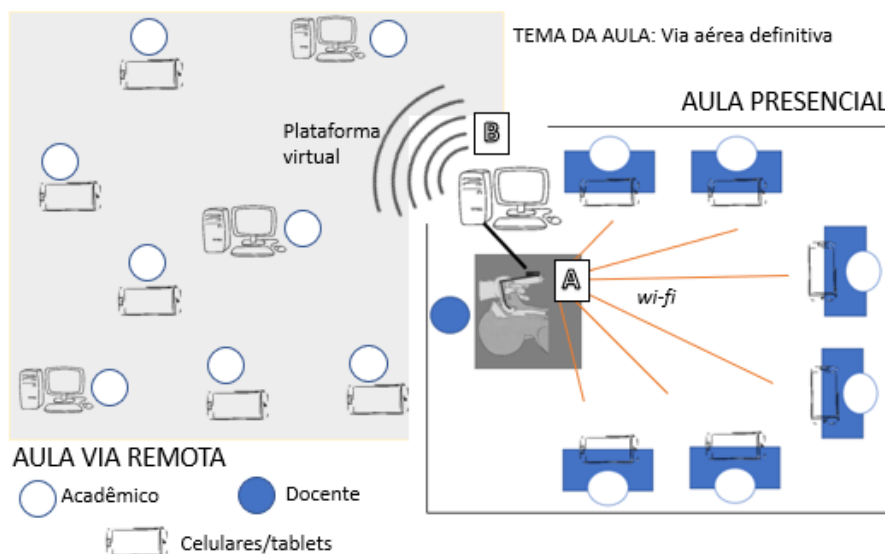 TEMA DA AULA: Via aérea definitiva
AULA PRESENCIAL
Plataforma
virtual
B
A
wi-fi
AULA VIA REMOTA
Acadêmico
Docente
Celulares/tablets